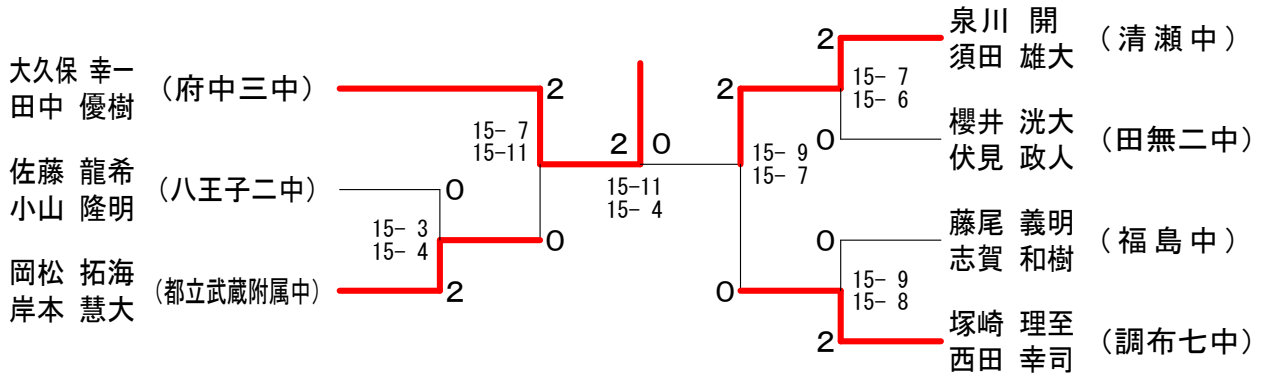 大久保 幸一
田中 優樹
(府中三中)
佐藤 龍希
小山 隆明
(八王子二中)
岡松 拓海
岸本 慧大
(都立武蔵附属中)
0
15- 3
15- 4
2
2
15- 7
15-11
0
2 0
15-11
15- 4
2
15- 9
15- 7
0
2
15- 7
15- 6
0
0
15- 9
15- 8
2
泉川 開
須田 雄大
(清瀬中)
櫻井 洸大
伏見 政人
(田無二中)
藤尾 義明
志賀 和樹
(福島中)
塚崎 理至
西田 幸司
(調布七中)